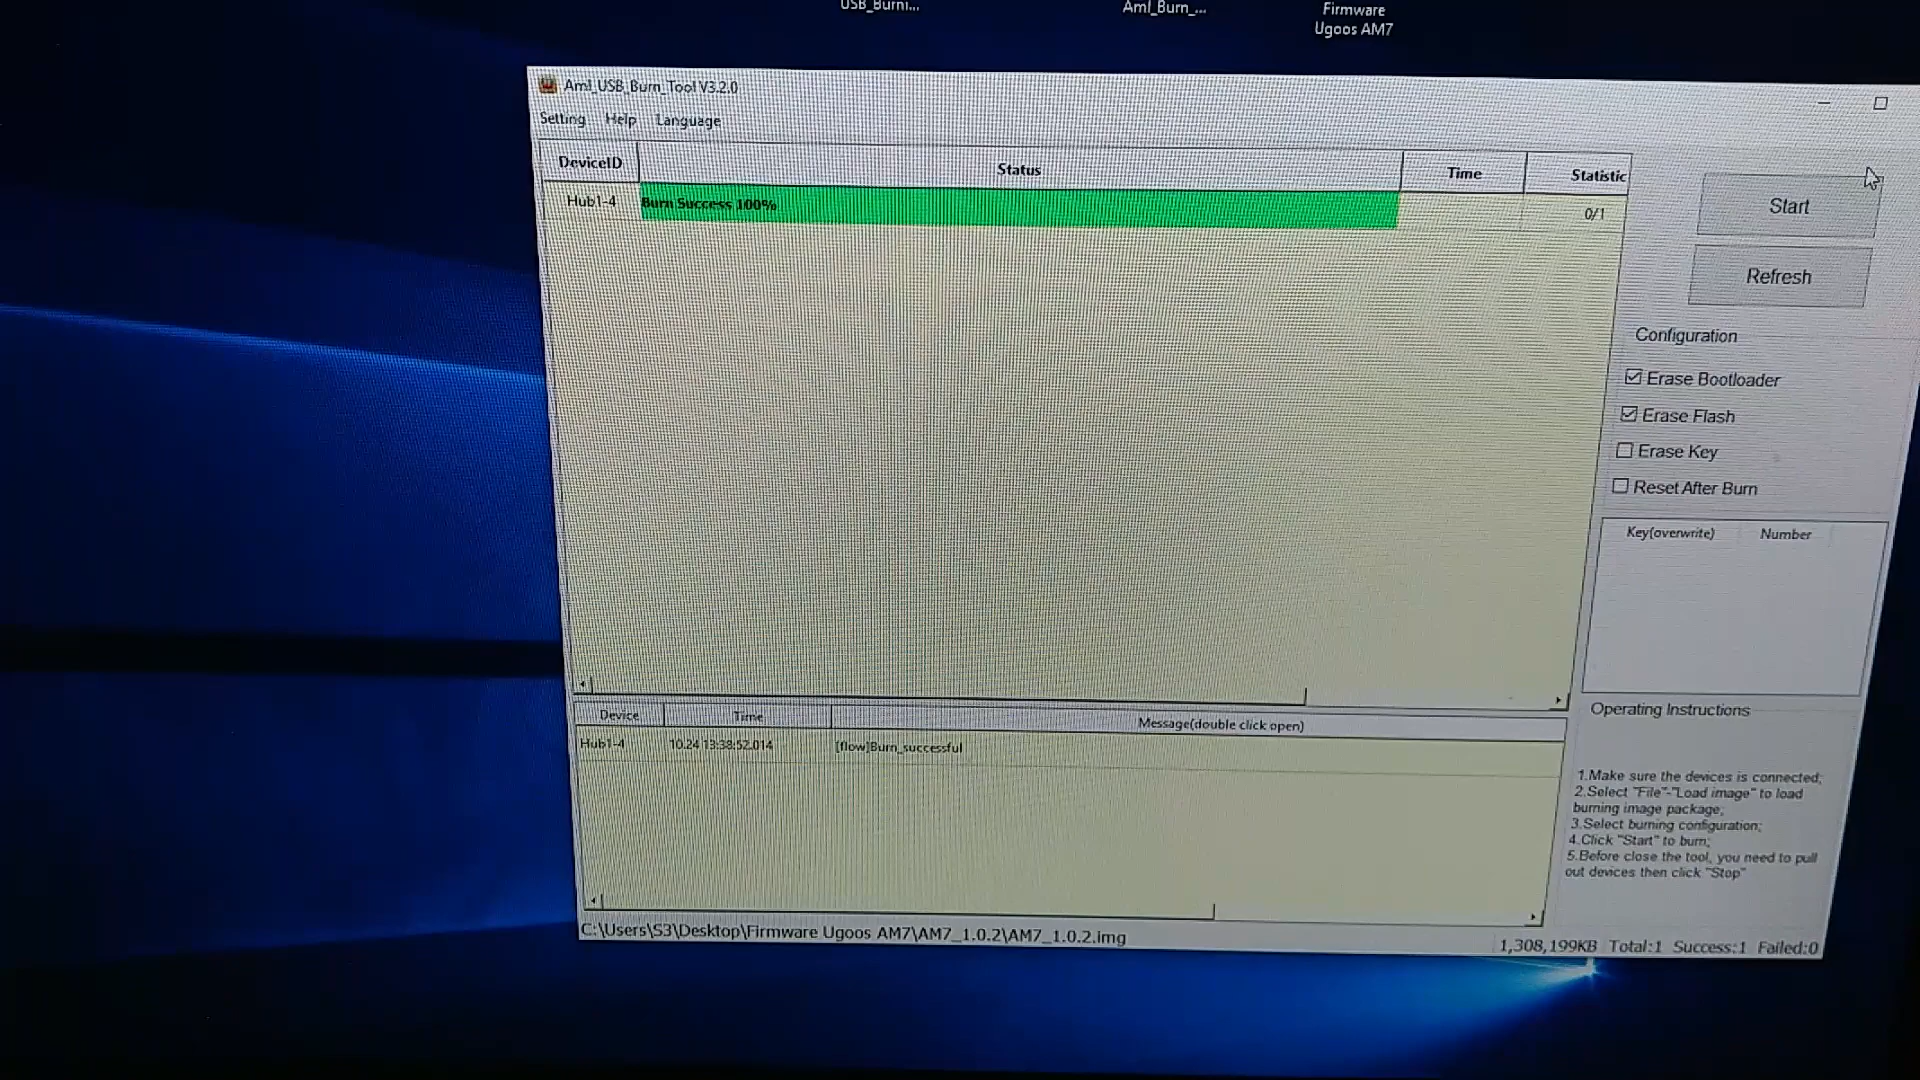 USB_Burni...
Aml_Burn_...
Firmware
Ugoos AM7
Aml_USB_Burn_Tool V3.2.0
Setting Help Language
DeviceID Status Time Statistic
Hub1-4 Burn Success 100% 0/1
Start
Refresh
Configuration
Erase Bootloader
Erase Flash
Erase Key
Reset After Burn
Key(overwrite) Number
Device Time Message(double click open)
Hub1-4 10.24 13:38:52.014 [flow]Burn_successful
Operating Instructions
1.Make sure the devices is connected;
2.Select "File"-"Load image" to load
burning image package;
3.Select burning configuration;
4.Click "Start" to burn;
5.Before close the tool, you need to pull
out devices then click "Stop"
C:\Users\S3\Desktop\Firmware Ugoos AM7\AM7_1.0.2\AM7_1.0.2.img
1,308,199KB Total:1 Success:1 Failed:0